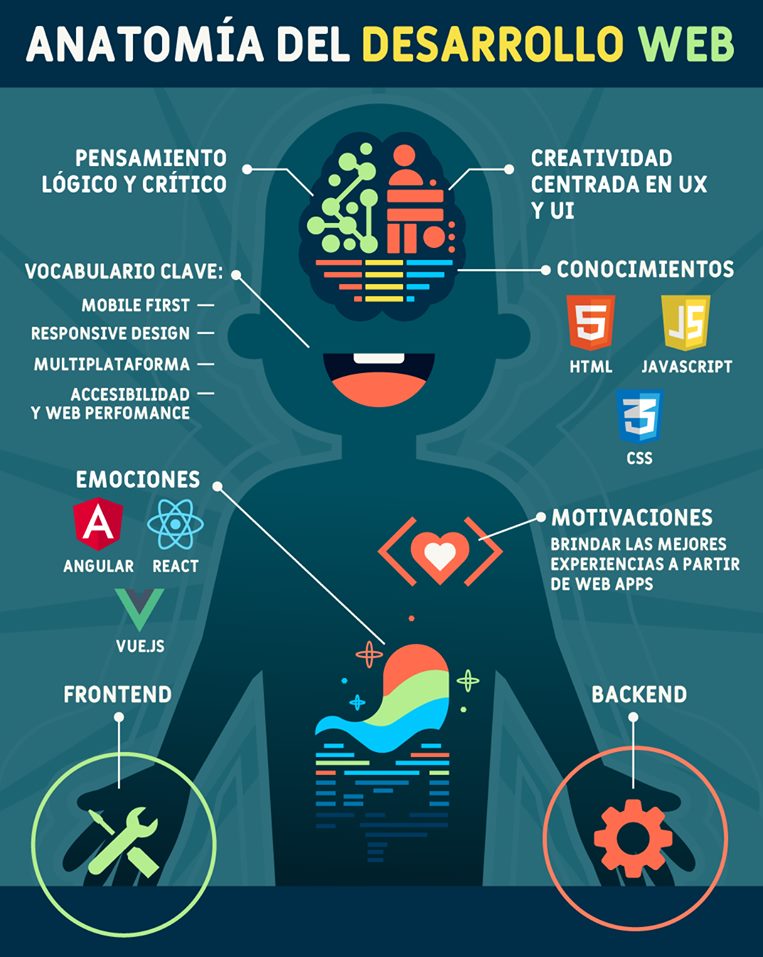 ANATOMÍA DEL DESARROLLO WEB
PENSAMIENTO
LÓGICO Y CRÍTICO
CREATIVIDAD
CENTRADA EN UX
Y UI
VOCABULARIO CLAVE:
MOBILE FIRST
RESPONSIVE DESIGN
MULTIPLATAFORMA
ACCESIBILIDAD
Y WEB PERFOMANCE
CONOCIMIENTOS
5
JS
HTML
JAVASCRIPT
3
CSS
EMOCIONES
A
ANGULAR
REACT
VUE.JS
MOTIVACIONES
BRINDAR LAS MEJORES
EXPERIENCIAS A PARTIR
DE WEB APPS
FRONTEND
BACKEND